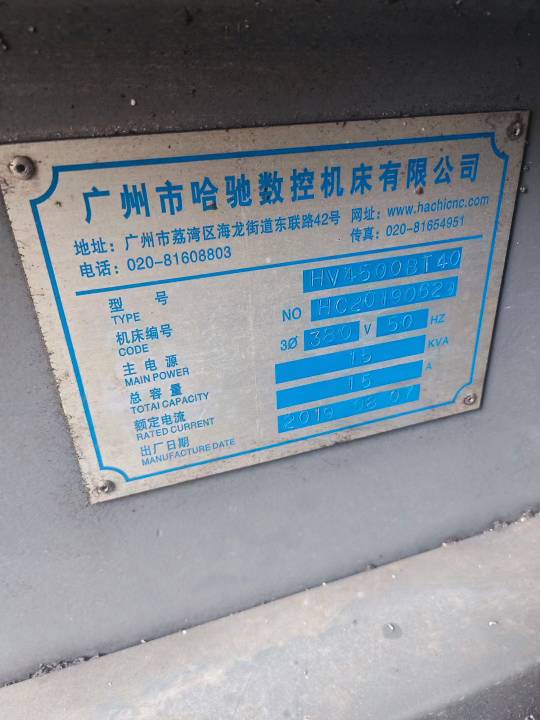 广州市哈驰数控机床有限公司
地址：广州市荔湾区海龙街道东联路42号 网址：www.hachicnc.com
电话：020-81608803 传真：020-81654951
型 号 TYPE HV4500BT40
机床编号 CODE NO HC20190629
主电源 MAIN POWER 3Ø 380 V 50 HZ
总容量 TOTAI CAPACITY 15 KVA
额定电流 RATED CURRENT 15 A
出厂日期 MANUFACTURE DATE 2019 08 07